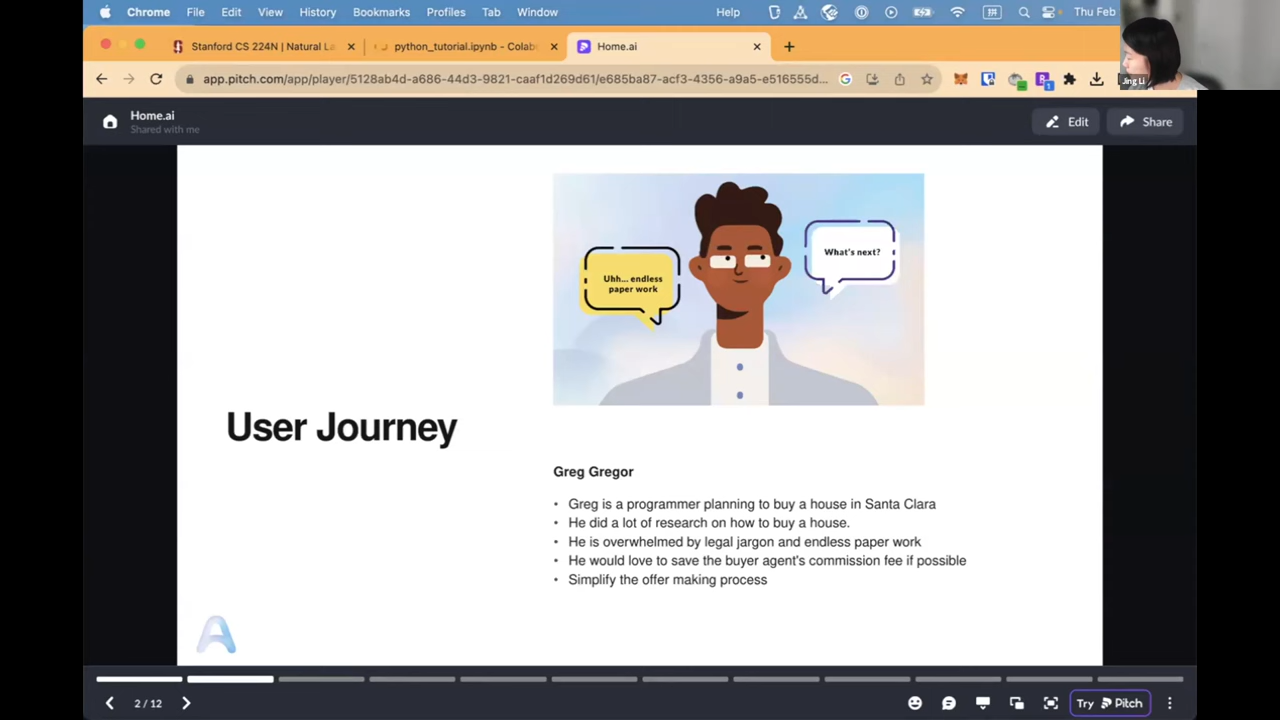 Chrome File Edit View History Bookmarks Profiles Tab Window Help Thu Feb
Stanford CS 224N | Natural La
python_tutorial.ipynb - Colab
Home.ai
app.pitch.com/app/player/5128ab4d-a686-44d3-9821-caaf1d269d61/e685ba87-acf3-4356-a9a5-e516555d...
Jing Li
Home.ai
Shared with me
Edit
Share
What's next?
Uhh... endless
paper work
User Journey
Greg Gregor
• Greg is a programmer planning to buy a house in Santa Clara
• He did a lot of research on how to buy a house.
• He is overwhelmed by legal jargon and endless paper work
• He would love to save the buyer agent's commission fee if possible
• Simplify the offer making process
A
2 / 12
Try Pitch